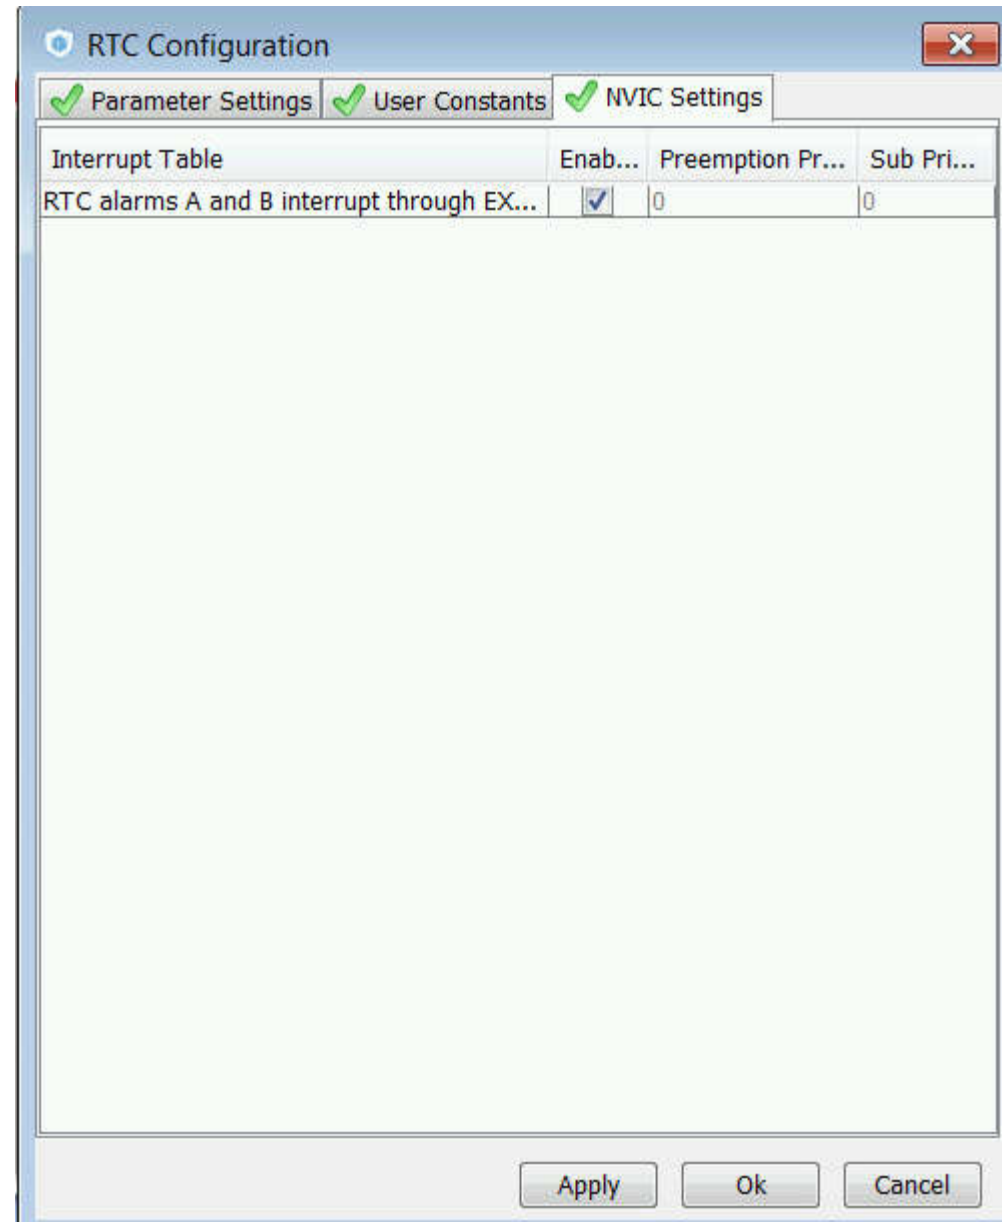 RTC Configuration
Parameter Settings User Constants NVIC Settings
Interrupt Table Enab... Preemption Pr... Sub Pri...
RTC alarms A and B interrupt through EX... 0 0
Apply Ok Cancel